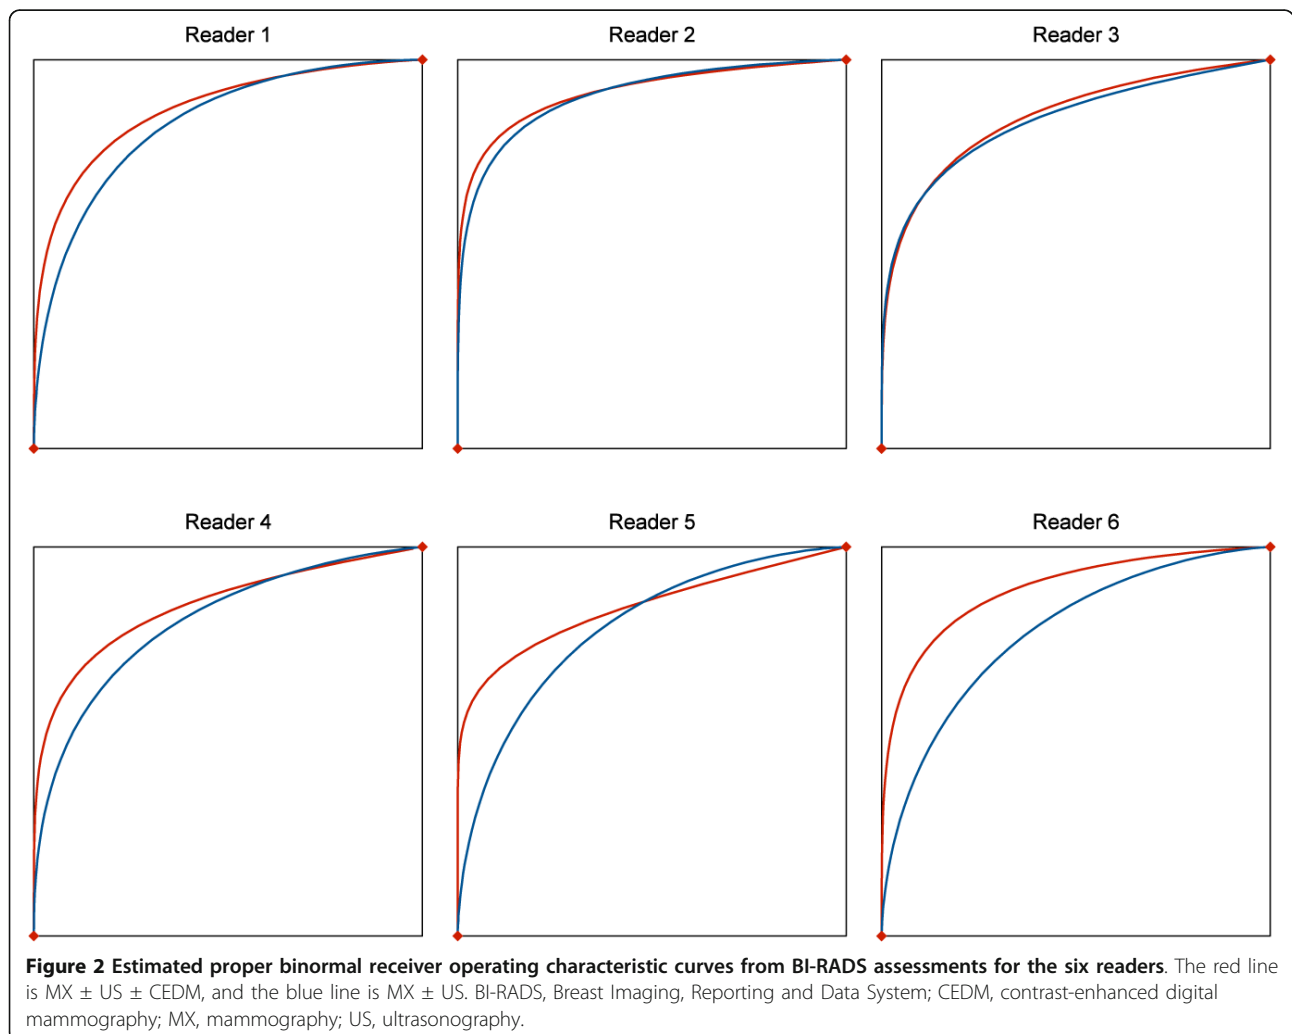 Reader 1
Reader 2
Reader 3
Reader 4
Reader 5
Reader 6
Figure 2 Estimated proper binormal receiver operating characteristic curves from BI-RADS assessments for the six readers. The red line
is MX ± US ± CEDM, and the blue line is MX ± US. BI-RADS, Breast Imaging, Reporting and Data System; CEDM, contrast-enhanced digital
mammography; MX, mammography; US, ultrasonography.